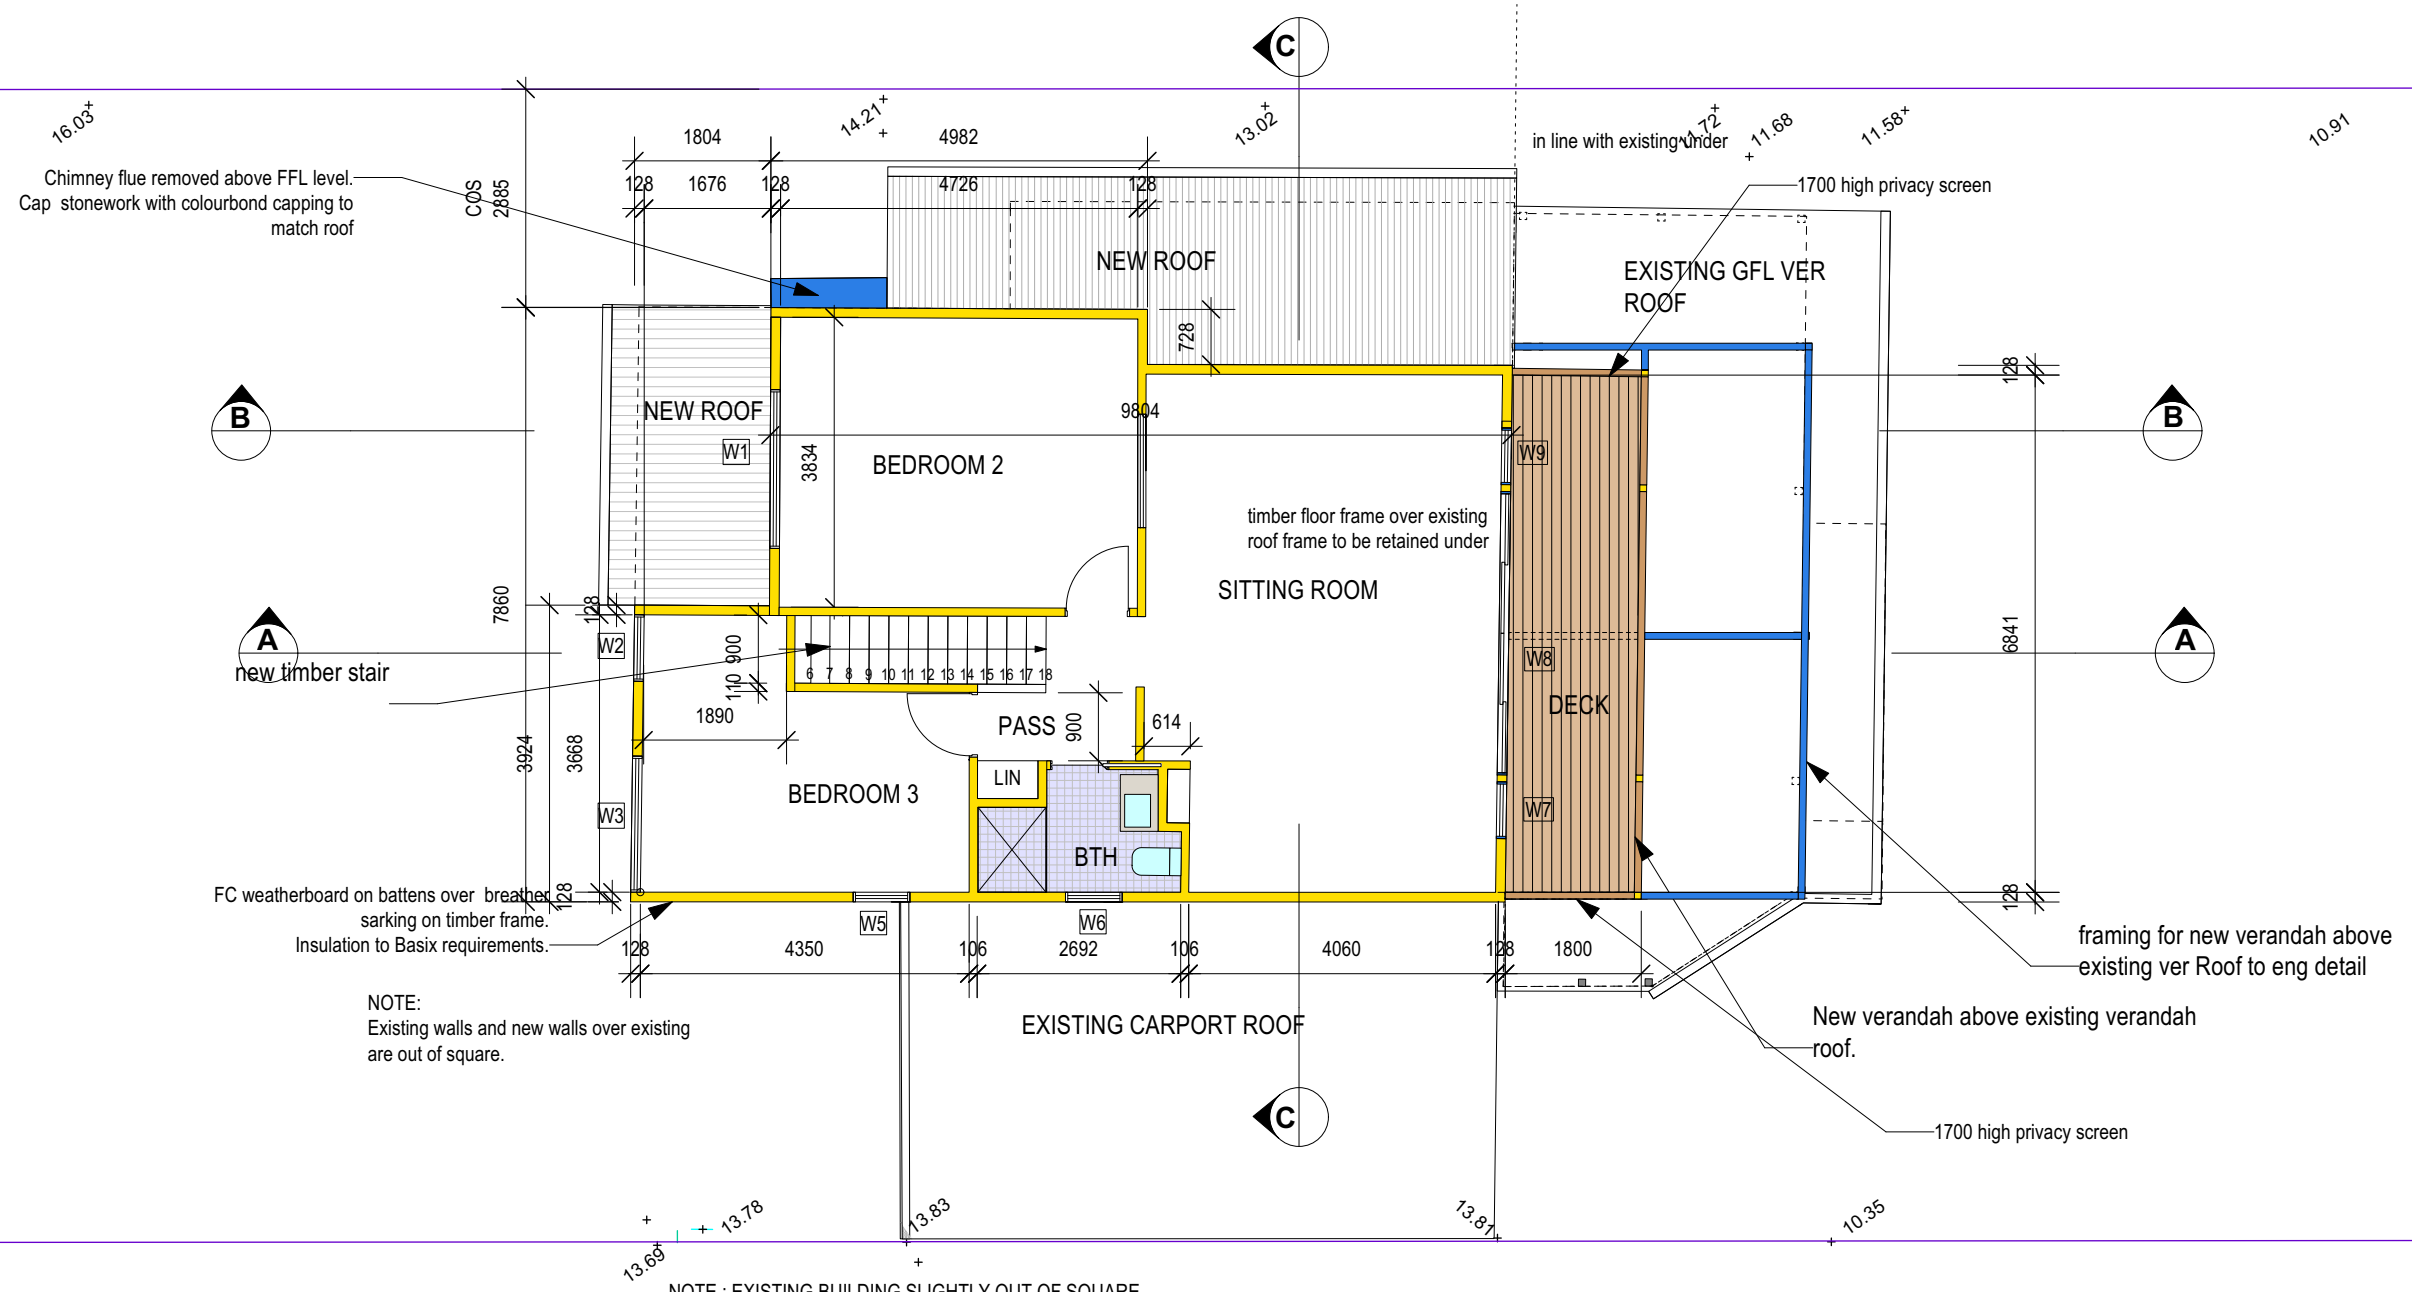 C
16.03
14.21
13.02
11.68
11.58
10.91
1804
4982
in line with existing under
Chimney flue removed above FFL level.
Cap stonework with colourbond capping to
match roof
COS
2885
128
1676
128
4726
128
1700 high privacy screen
NEW ROOF
EXISTING GFL VER
ROOF
728
128
B
NEW ROOF
9804
B
W1
3834
BEDROOM 2
W9
timber floor frame over existing
roof frame to be retained under
SITTING ROOM
7860
128
A
new timber stair
W2
900
110
6 7 8 9 10 11 12 13 14 15 16 17 18
W8
6841
A
1890
PASS
900
614
DECK
3924
3668
LIN
BEDROOM 3
W3
W7
BTH
FC weatherboard on battens over breather
sarking on timber frame.
Insulation to Basix requirements.
128
W5
W6
128
128
4350
106
2692
106
4060
128
1800
framing for new verandah above
existing ver Roof to eng detail
NOTE:
Existing walls and new walls over existing
are out of square.
EXISTING CARPORT ROOF
New verandah above existing verandah
roof.
C
1700 high privacy screen
13.69
13.78
13.83
13.81
10.35
NOTE : EXISTING BUILDING SLIGHTLY OUT OF SQUARE